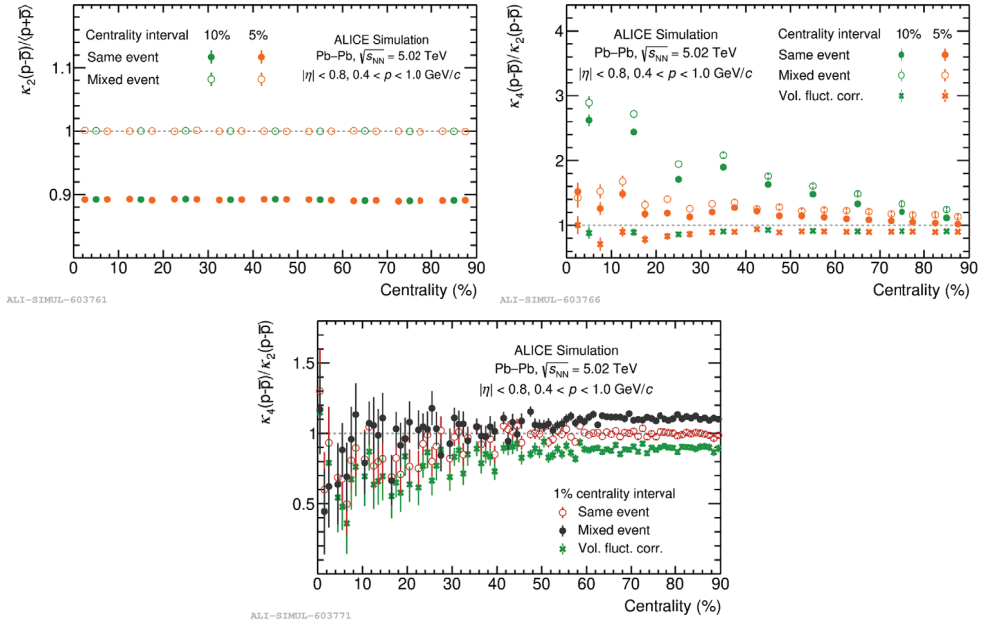 κ₂(p-p̅)/⟨p+p̅⟩
1.1
1
0.9
Centrality interval 10% 5%
Same event
Mixed event
ALICE Simulation
Pb–Pb, √sNN = 5.02 TeV
|η| < 0.8, 0.4 < p < 1.0 GeV/c
0 10 20 30 40 50 60 70 80 90
Centrality (%)
ALI-SIMUL-603761
κ₄(p-p̅)/κ₂(p-p̅)
4
3
2
1
ALICE Simulation
Pb–Pb, √sNN = 5.02 TeV
|η| < 0.8, 0.4 < p < 1.0 GeV/c
Centrality interval 10% 5%
Same event
Mixed event
Vol. fluct. corr.
0 10 20 30 40 50 60 70 80 90
Centrality (%)
ALI-SIMUL-603766
κ₄(p-p̅)/κ₂(p-p̅)
1.5
1
0.5
ALICE Simulation
Pb–Pb, √sNN = 5.02 TeV
|η| < 0.8, 0.4 < p < 1.0 GeV/c
1% centrality interval
Same event
Mixed event
Vol. fluct. corr.
0 10 20 30 40 50 60 70 80 90
Centrality (%)
ALI-SIMUL-603771